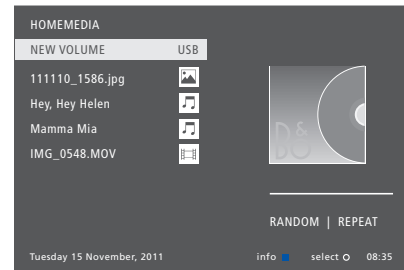 HOMEMEDIA
NEW VOLUME USB
111110_1586.jpg
Hey, Hey Helen
Mamma Mia
IMG_0548.MOV
B&O
RANDOM | REPEAT
Tuesday 15 November, 2011 info select 08:35